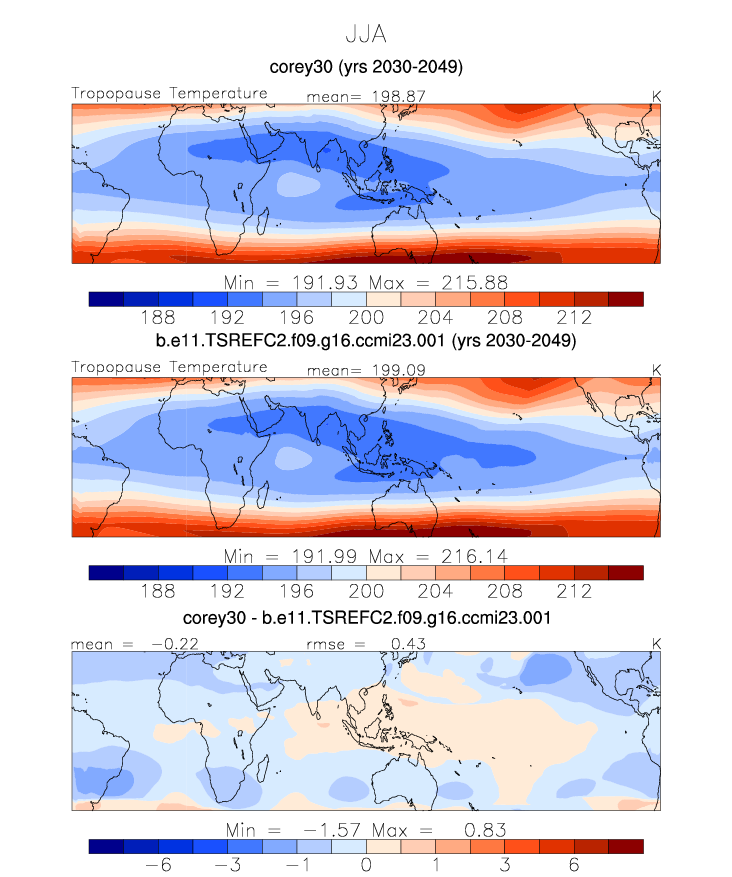 JJA
corey30 (yrs 2030-2049)
Tropopause Temperature mean= 198.87 K
Min = 191.93 Max = 215.88
188 192 196 200 204 208 212
b.e11.TSREFC2.f09.g16.ccmi23.001 (yrs 2030-2049)
Tropopause Temperature mean= 199.09 K
Min = 191.99 Max = 216.14
188 192 196 200 204 208 212
corey30 - b.e11.TSREFC2.f09.g16.ccmi23.001
mean = -0.22 rmse = 0.43 K
Min = -1.57 Max = 0.83
-6 -3 -1 0 1 3 6